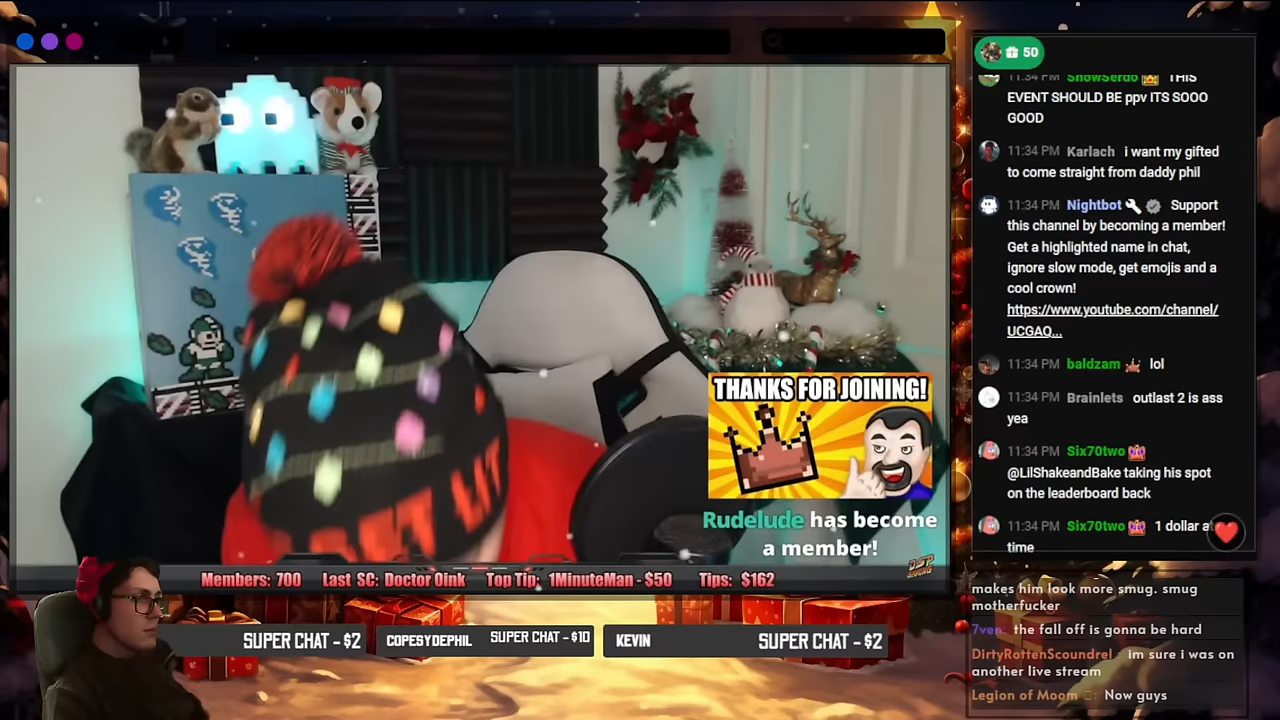 50
11:34 PM SnowSerdo THIS
EVENT SHOULD BE ppv ITS SOOO
GOOD
11:34 PM Karlach i want my gifted
to come straight from daddy phil
11:34 PM Nightbot Support
this channel by becoming a member!
Get a highlighted name in chat,
ignore slow mode, get emojis and a
cool crown!
https://www.youtube.com/channel/
UCGAQ...
11:34 PM baldzam lol
11:34 PM Brainlets outlast 2 is ass
yea
11:34 PM Six70two
@LilShakeandBake taking his spot
on the leaderboard back
11:34 PM Six70two 1 dollar at
time
THANKS FOR JOINING!
Rudelude has become
a member!
LIT
DSP
GAMING
Members: 700 Last SC: Doctor Oink Top Tip: 1MinuteMan - $50 Tips: $162
SUPER CHAT - $2
COPESYDEPHIL SUPER CHAT - $10
KEVIN SUPER CHAT - $2
makes him look more smug. smug
motherfucker
7ven: the fall off is gonna be hard
DirtyRottenScoundrel im sure i was on
another live stream
Legion of Moom : Now guys